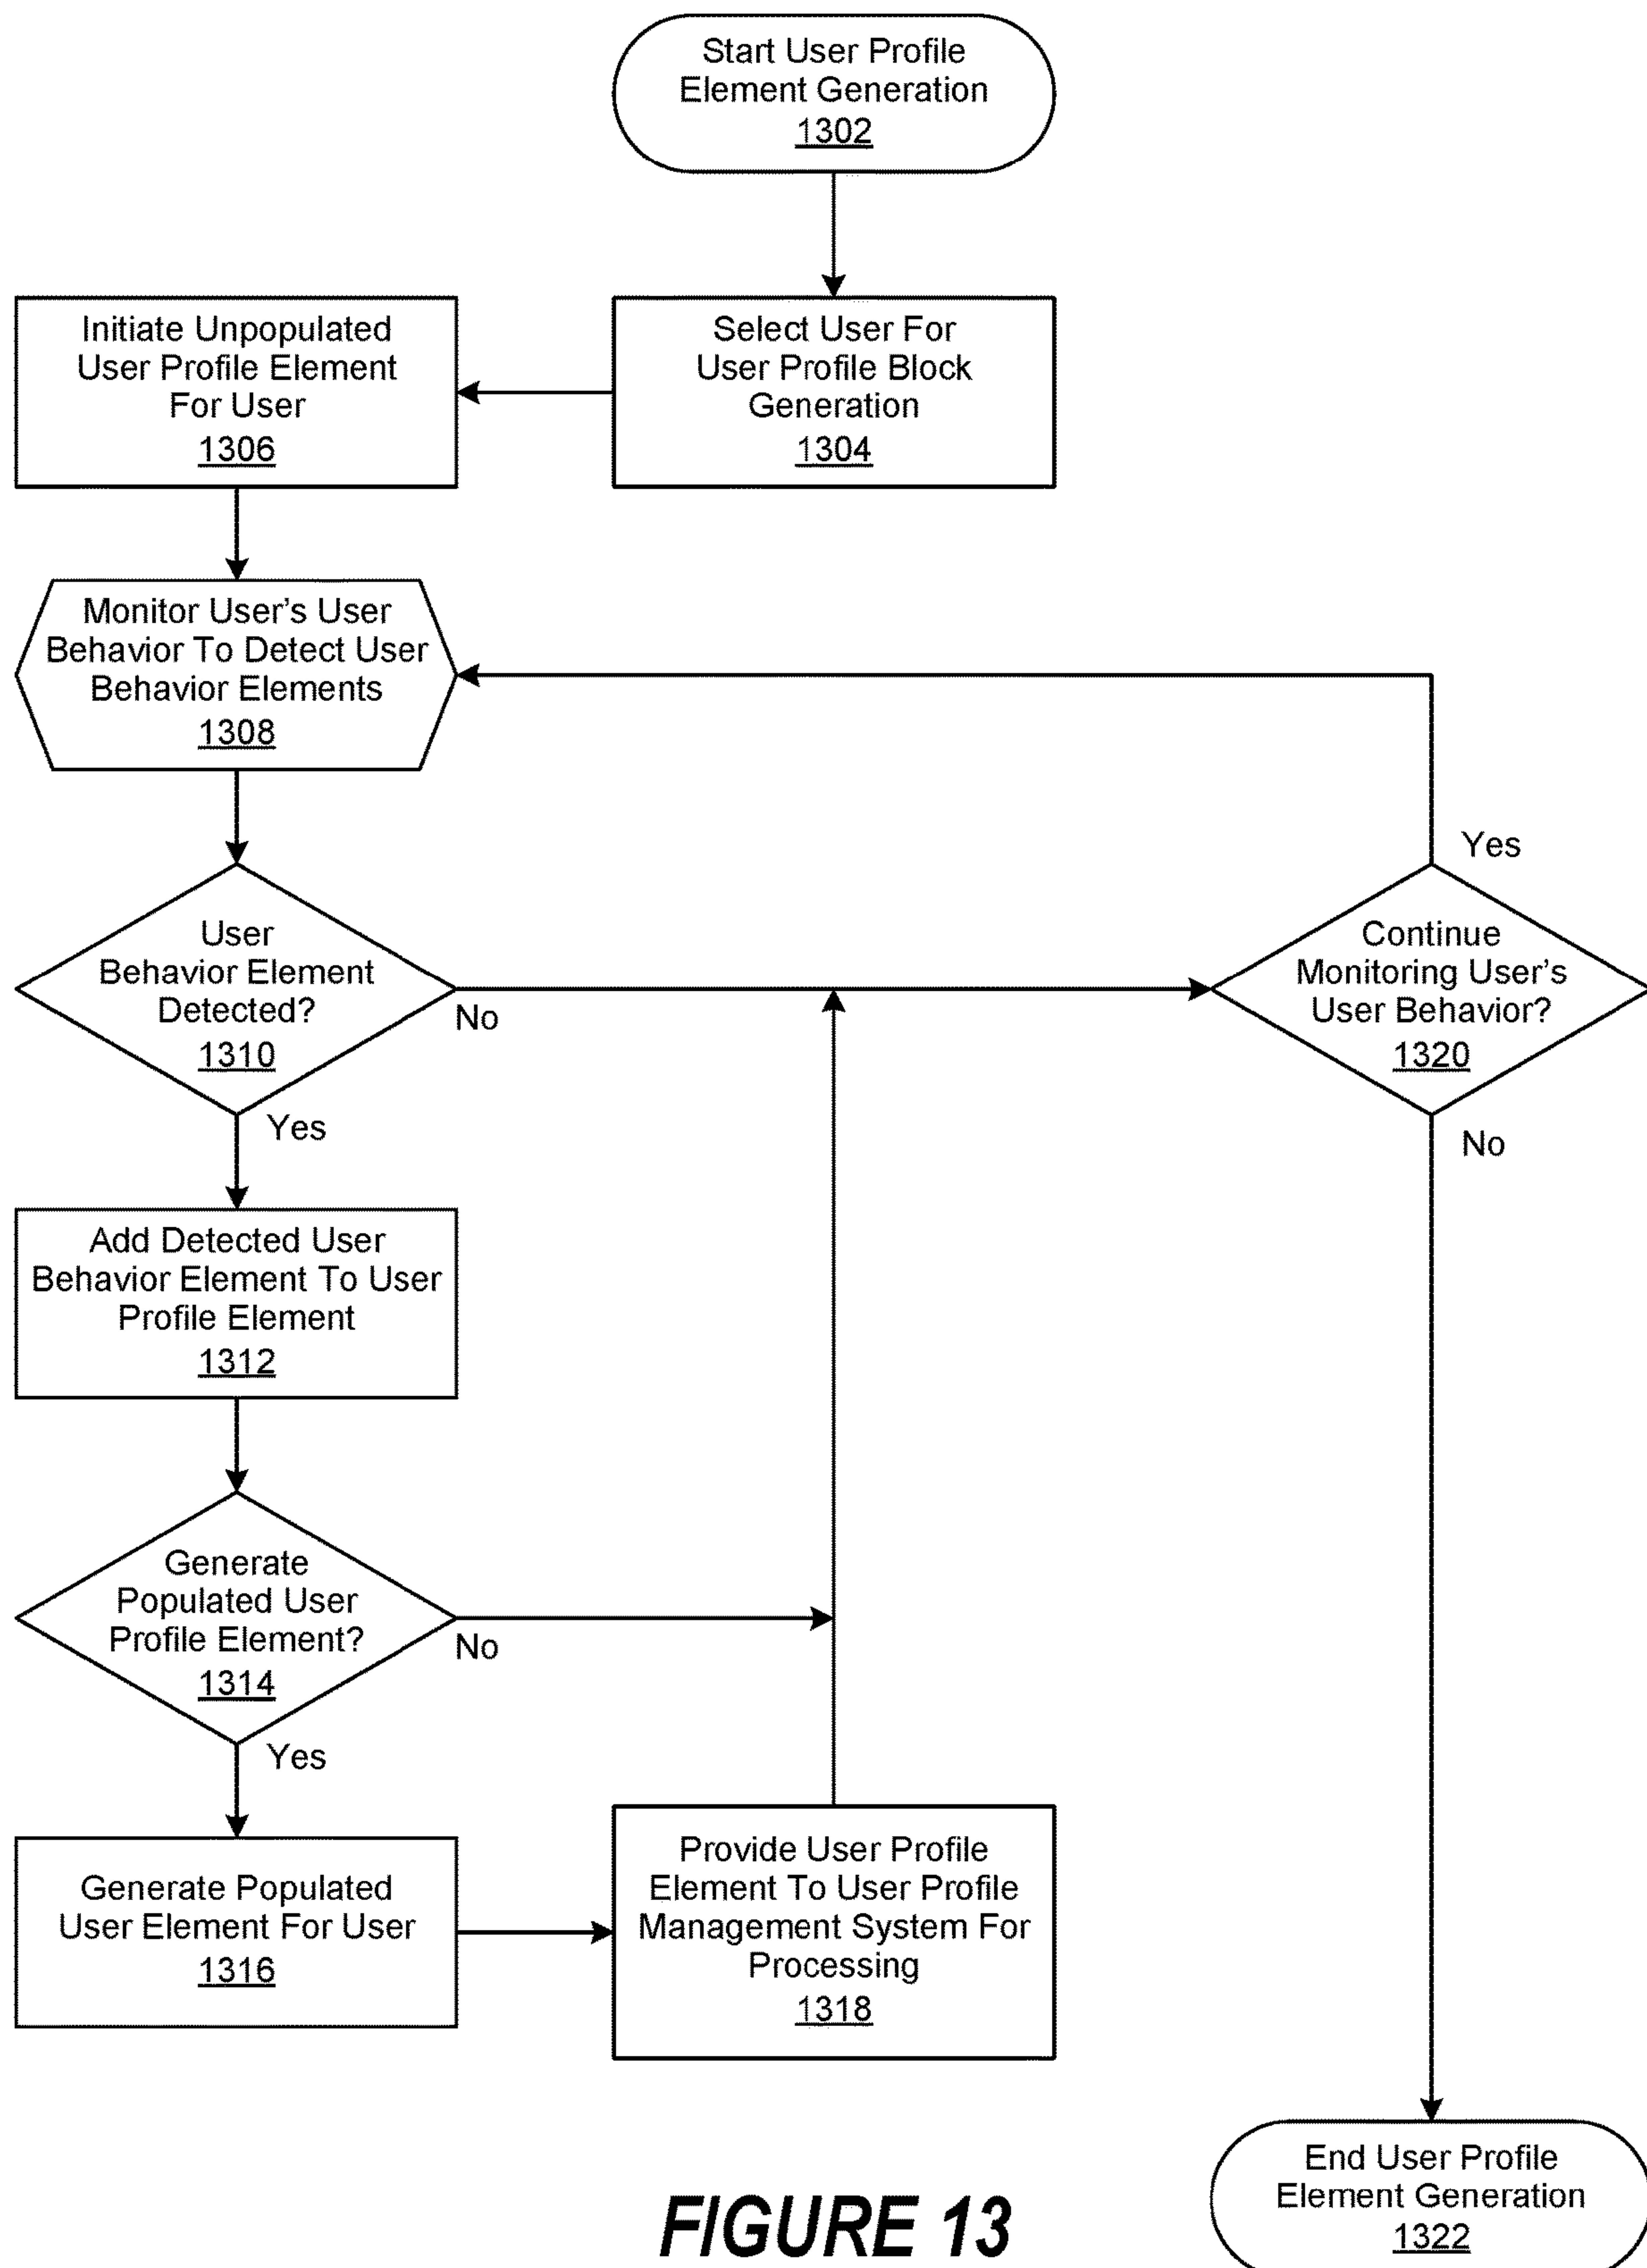 Start User Profile
Element Generation
1302
Select User For
User Profile Block
Generation
1304
Initiate Unpopulated
User Profile Element
For User
1306
Monitor User's User
Behavior To Detect User
Behavior Elements
1308
User
Behavior Element
Detected?
1310
No
Yes
Continue
Monitoring User's
User Behavior?
1320
Yes
No
Add Detected User
Behavior Element To User
Profile Element
1312
Generate
Populated User
Profile Element?
1314
No
Yes
Generate Populated
User Element For User
1316
Provide User Profile
Element To User Profile
Management System For
Processing
1318
End User Profile
Element Generation
1322
FIGURE 13